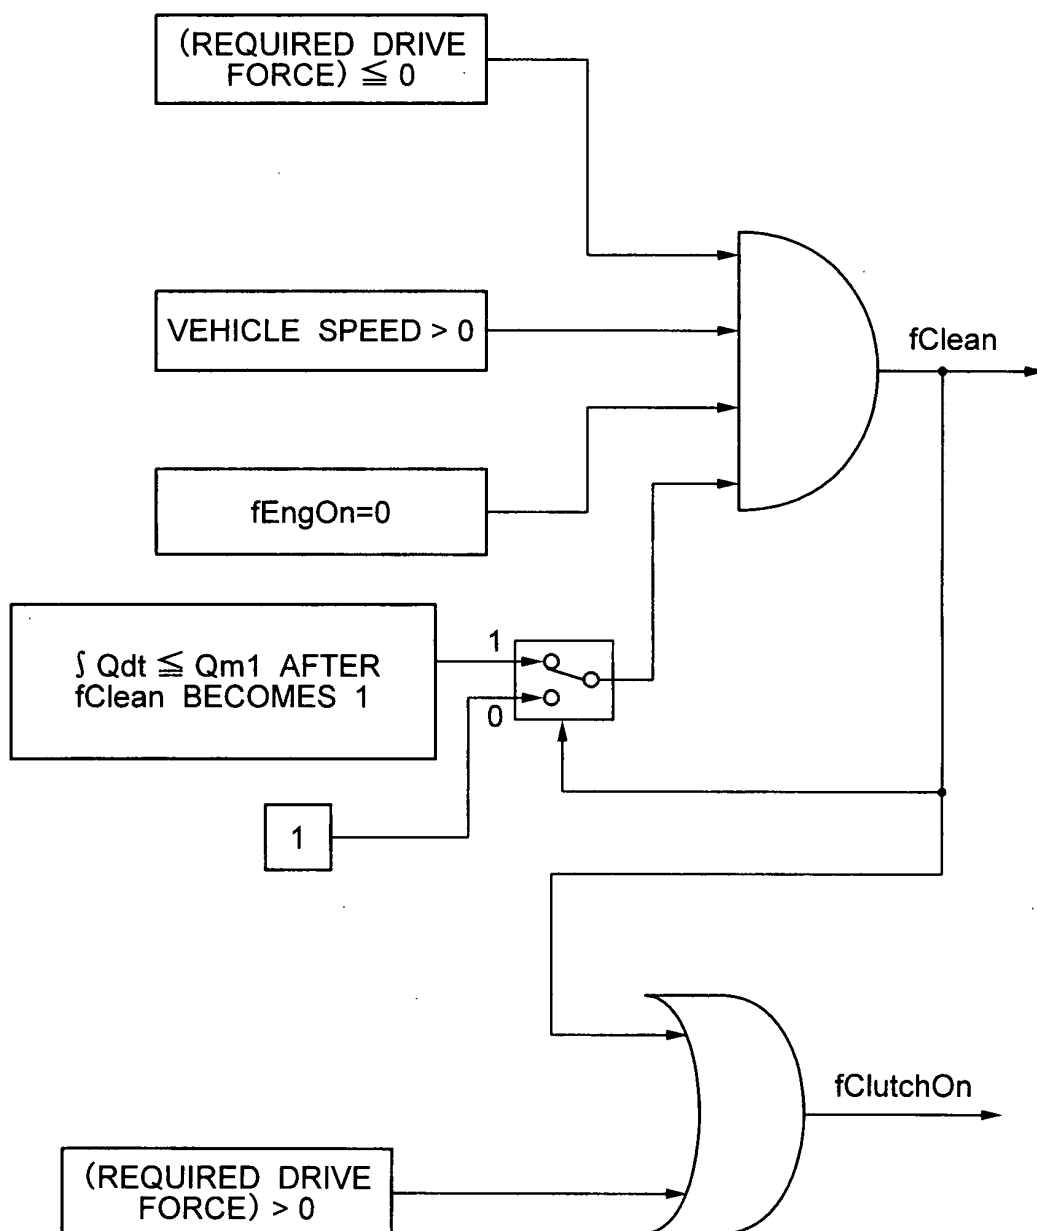 (REQUIRED DRIVE
FORCE) ≦ 0
VEHICLE SPEED > 0
fClean
fEngOn=0
∫ Qdt ≦ Qm1 AFTER
fClean BECOMES 1
1
0
1
fClutchOn
(REQUIRED DRIVE
FORCE) > 0